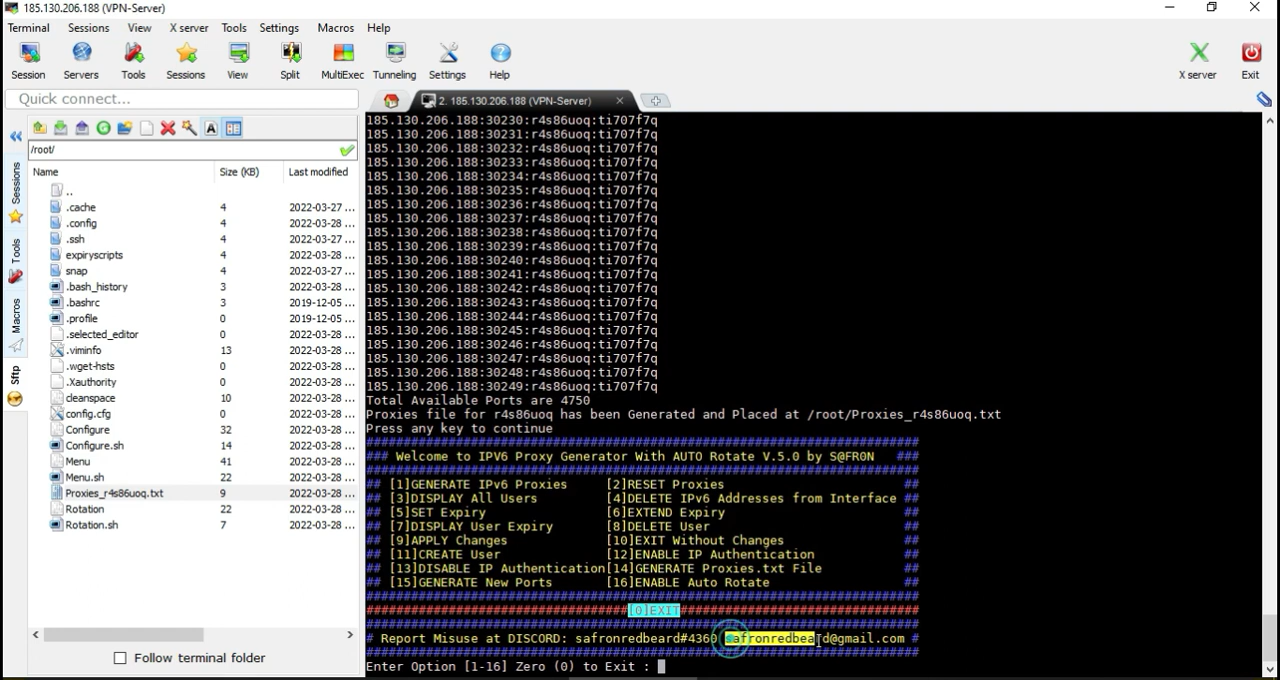 185.130.206.188 (VPN-Server)
Terminal Sessions View X server Tools Settings Macros Help
Session Servers Tools Sessions View Split MultiExec Tunneling Settings Help X server Exit
Quick connect...
2. 185.130.206.188 (VPN-Server)
/root/
Name Size (KB) Last modified
..
.cache 4 2022-03-27 ...
.config 4 2022-03-28 ...
.ssh 4 2022-03-27 ...
expiryscripts 4 2022-03-28 ...
snap 4 2022-03-27 ...
.bash_history 3 2022-03-28 ...
.bashrc 3 2019-12-05 ...
.profile 0 2019-12-05 ...
.selected_editor 0 2022-03-28 ...
.viminfo 13 2022-03-28 ...
.wget-hsts 0 2022-03-28 ...
.Xauthority 0 2022-03-28 ...
cleanspace 10 2022-03-28 ...
config.cfg 0 2022-03-28 ...
Configure 32 2022-03-28 ...
Configure.sh 14 2022-03-28 ...
Menu 41 2022-03-28 ...
Menu.sh 22 2022-03-28 ...
Proxies_r4s86uoq.txt 9 2022-03-28 ...
Rotation 22 2022-03-28 ...
Rotation.sh 7 2022-03-28 ...
Sessions
Tools
Macros
Sftp
Follow terminal folder
185.130.206.188:30230:r4s86uoq:ti707f7q
185.130.206.188:30231:r4s86uoq:ti707f7q
185.130.206.188:30232:r4s86uoq:ti707f7q
185.130.206.188:30233:r4s86uoq:ti707f7q
185.130.206.188:30234:r4s86uoq:ti707f7q
185.130.206.188:30235:r4s86uoq:ti707f7q
185.130.206.188:30236:r4s86uoq:ti707f7q
185.130.206.188:30237:r4s86uoq:ti707f7q
185.130.206.188:30238:r4s86uoq:ti707f7q
185.130.206.188:30239:r4s86uoq:ti707f7q
185.130.206.188:30240:r4s86uoq:ti707f7q
185.130.206.188:30241:r4s86uoq:ti707f7q
185.130.206.188:30242:r4s86uoq:ti707f7q
185.130.206.188:30243:r4s86uoq:ti707f7q
185.130.206.188:30244:r4s86uoq:ti707f7q
185.130.206.188:30245:r4s86uoq:ti707f7q
185.130.206.188:30246:r4s86uoq:ti707f7q
185.130.206.188:30247:r4s86uoq:ti707f7q
185.130.206.188:30248:r4s86uoq:ti707f7q
185.130.206.188:30249:r4s86uoq:ti707f7q
Total Available Ports are 4750
Proxies file for r4s86uoq has been Generated and Placed at /root/Proxies_r4s86uoq.txt
Press any key to continue
######################################################################
### Welcome to IPV6 Proxy Generator With AUTO Rotate V.5.0 by S@FR0N ###
######################################################################
## [1]GENERATE IPv6 Proxies [2]RESET Proxies ##
## [3]DISPLAY All Users [4]DELETE IPv6 Addresses from Interface ##
## [5]SET Expiry [6]EXTEND Expiry ##
## [7]DISPLAY User Expiry [8]DELETE User ##
## [9]APPLY Changes [10]EXIT Without Changes ##
## [11]CREATE User [12]ENABLE IP Authentication ##
## [13]DISABLE IP Authentication[14]GENERATE Proxies.txt File ##
## [15]GENERATE New Ports [16]ENABLE Auto Rotate ##
######################################################################
#################################[0]EXIT##############################
######################################################################
# Report Misuse at DISCORD: safronredbeard#4360 safronredbeard@gmail.com #
######################################################################
Enter Option [1-16] Zero (0) to Exit :